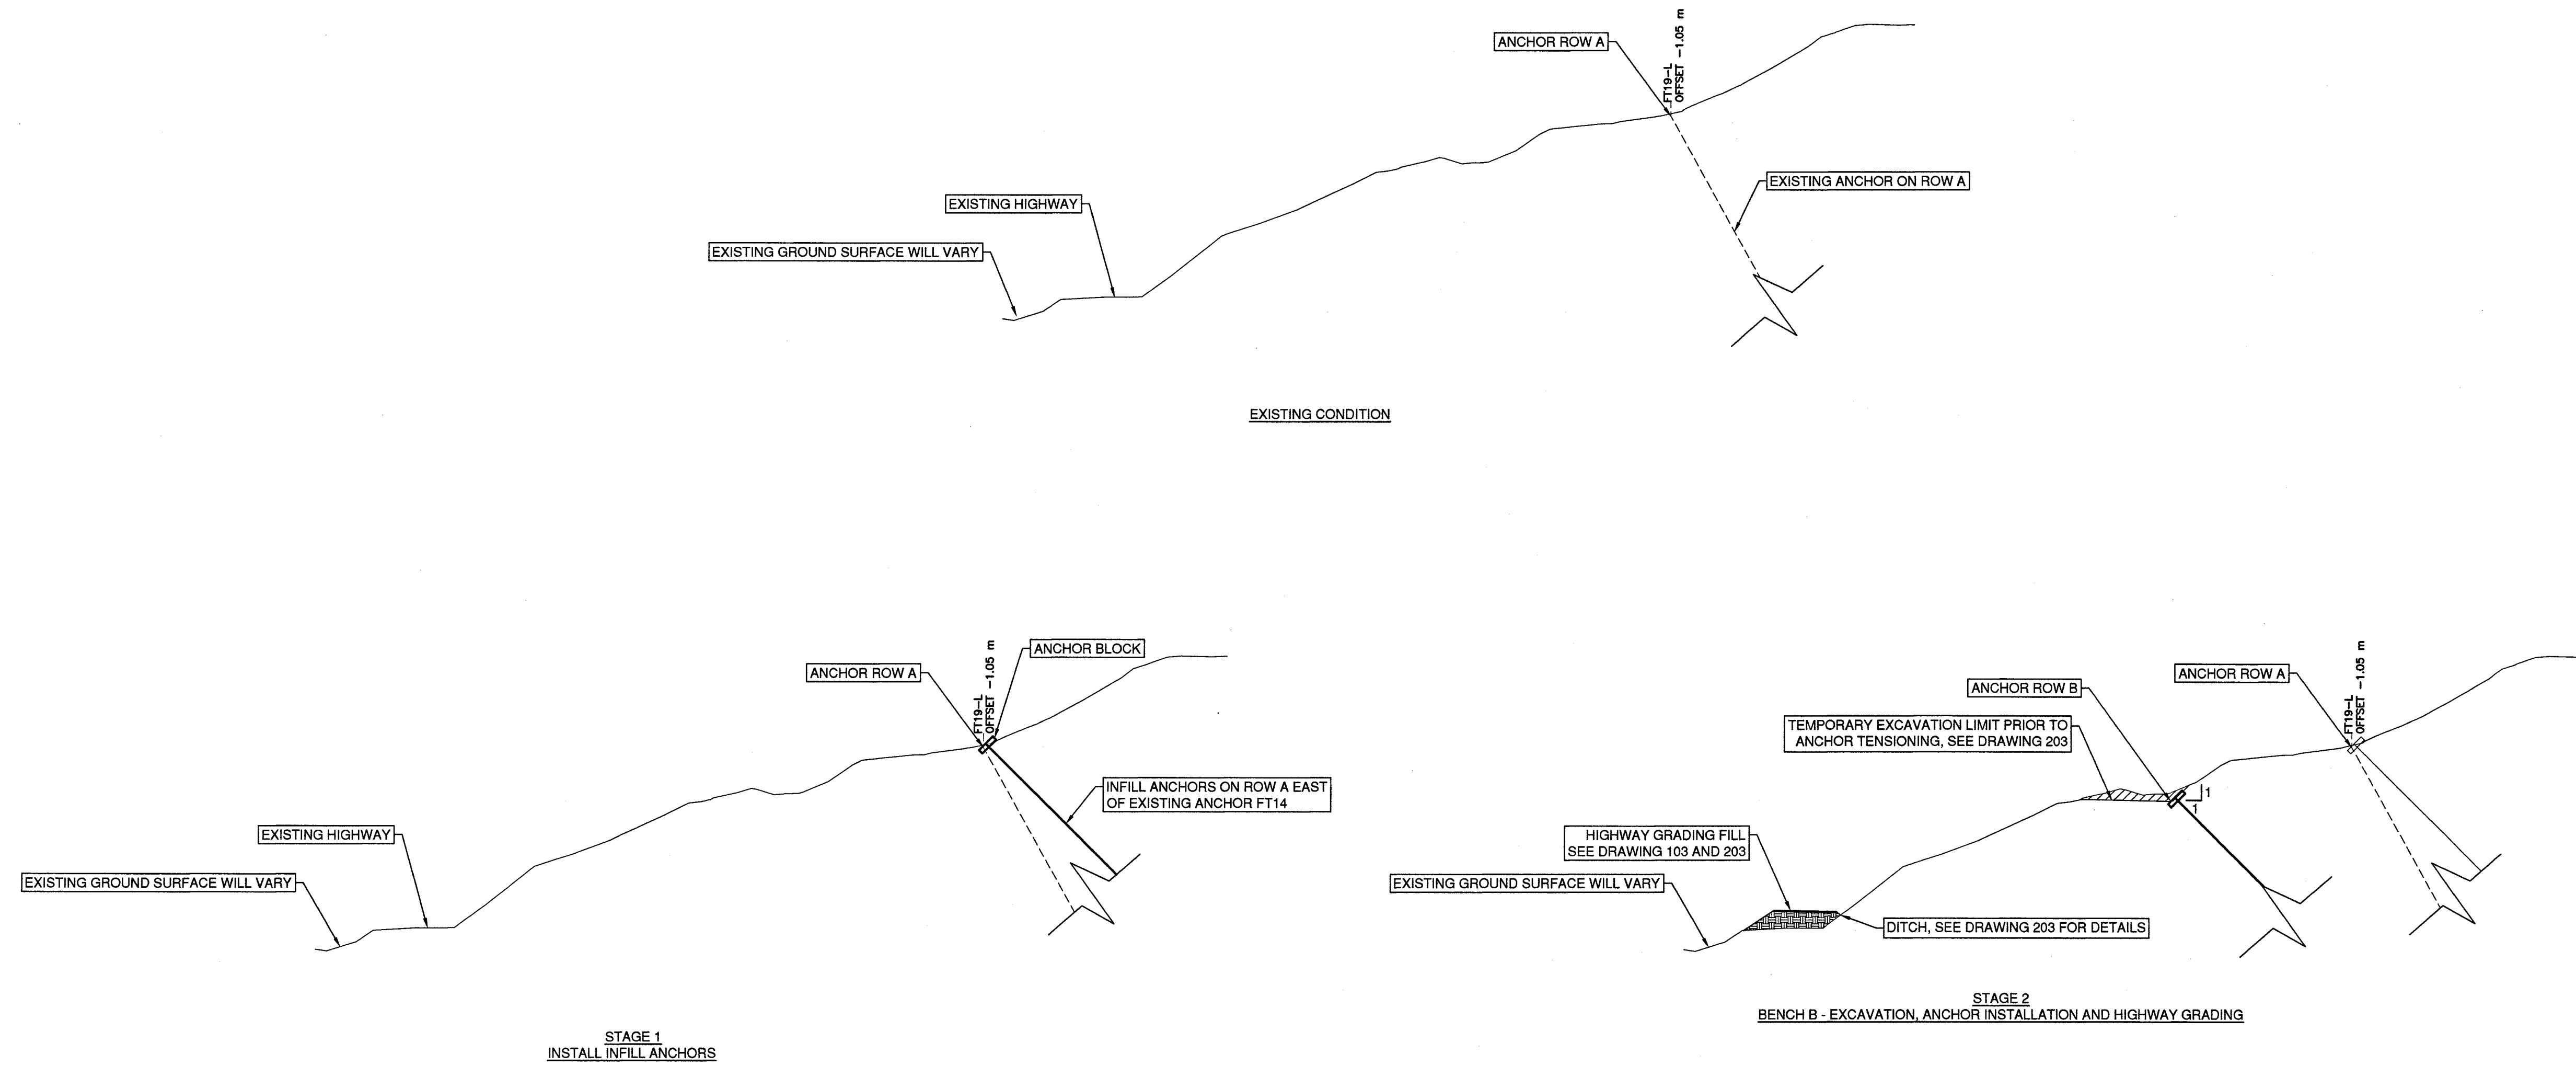 ANCHOR ROW A
FT19-L
OFFSET -1.05 m
EXISTING ANCHOR ON ROW A
EXISTING HIGHWAY
EXISTING GROUND SURFACE WILL VARY
EXISTING CONDITION
ANCHOR BLOCK
FT19-L
OFFSET -1.05 m
ANCHOR ROW A
INFILL ANCHORS ON ROW A EAST
OF EXISTING ANCHOR FT14
EXISTING HIGHWAY
EXISTING GROUND SURFACE WILL VARY
STAGE 1
INSTALL INFILL ANCHORS
FT19-L
OFFSET -1.05 m
ANCHOR ROW A
ANCHOR ROW B
TEMPORARY EXCAVATION LIMIT PRIOR TO
ANCHOR TENSIONING, SEE DRAWING 203
1
1
HIGHWAY GRADING FILL
SEE DRAWING 103 AND 203
EXISTING GROUND SURFACE WILL VARY
DITCH, SEE DRAWING 203 FOR DETAILS
STAGE 2
BENCH B - EXCAVATION, ANCHOR INSTALLATION AND HIGHWAY GRADING